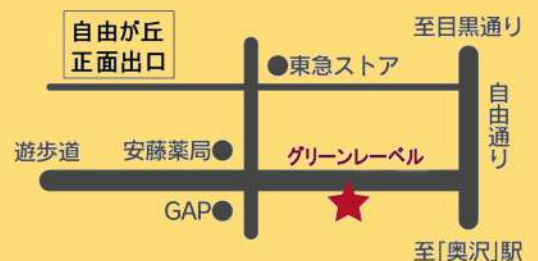 自由が丘
正面出口
至目黒通り
●東急ストア
自由通り
遊歩道
安藤薬局●
グリーンレーベル
GAP●
至「奥沢」駅